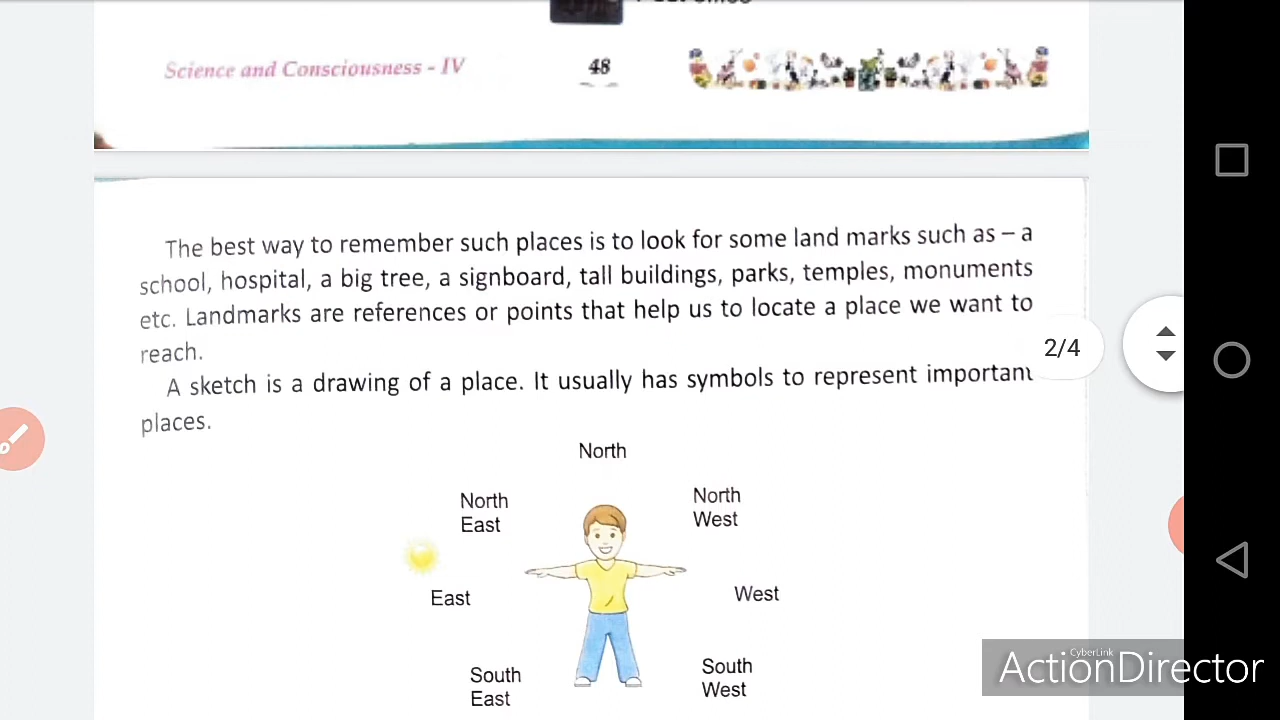 Science and Consciousness - IV
48
The best way to remember such places is to look for some land marks such as – a
school, hospital, a big tree, a signboard, tall buildings, parks, temples, monuments
etc. Landmarks are references or points that help us to locate a place we want to
reach.
2/4
A sketch is a drawing of a place. It usually has symbols to represent important
places.
North
North
East
North
West
East
West
South
East
South
West
CyberLink
ActionDirector